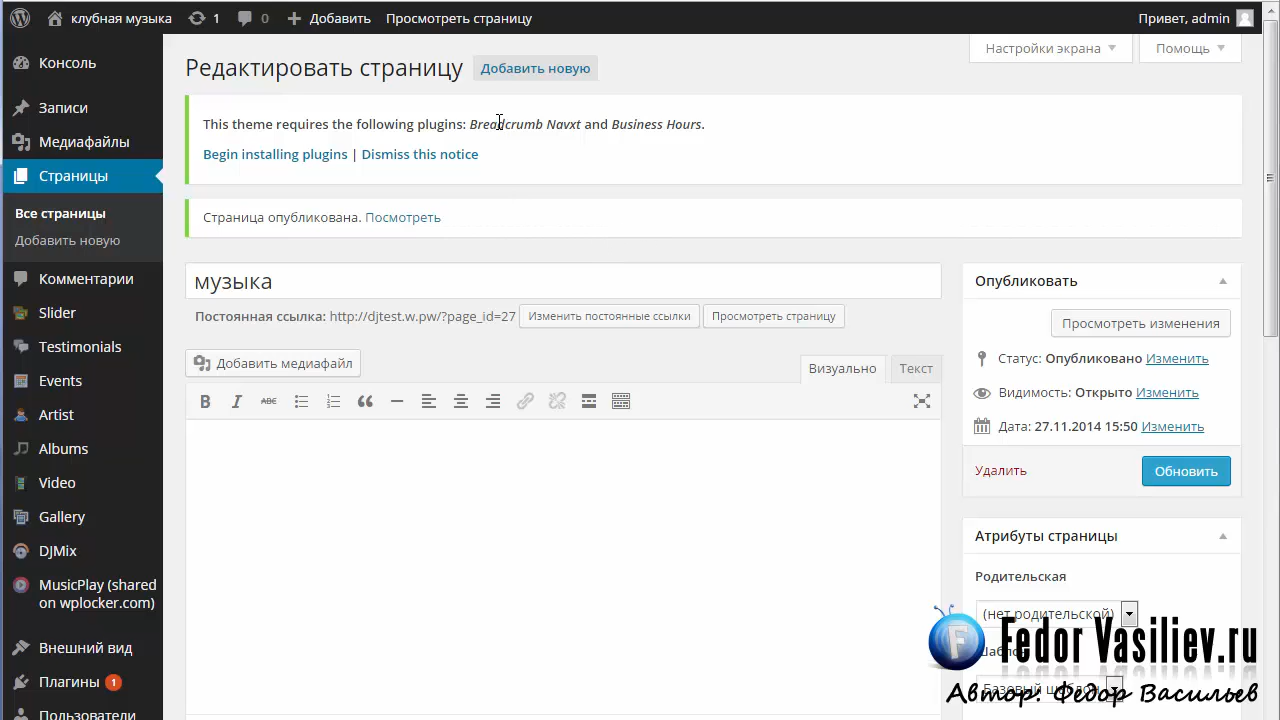 клубная музыка
1
0
Добавить
Просмотреть страницу
Привет, admin
Консоль
Записи
Медиафайлы
Страницы
Все страницы
Добавить новую
Комментарии
Slider
Testimonials
Events
Artist
Albums
Video
Gallery
DJMix
MusicPlay (shared
on wplocker.com)
Внешний вид
Плагины 1
Пользователи
Настройки экрана
Помощь
Редактировать страницу
Добавить новую
This theme requires the following plugins: Breadcrumb Navxt and Business Hours.
Begin installing plugins | Dismiss this notice
Страница опубликована. Посмотреть
музыка
Постоянная ссылка: http://djtest.w.pw/?page_id=27
Изменить постоянные ссылки
Просмотреть страницу
Добавить медиафайл
Визуально
Текст
B I ABC
Опубликовать
Просмотреть изменения
Статус: Опубликовано Изменить
Видимость: Открыто Изменить
Дата: 27.11.2014 15:50 Изменить
Удалить
Обновить
Атрибуты страницы
Родительская
(нет родительской)
Шаблон
Базовый шаблон
F
Fedor Vasiliev.ru
Автор: Федор Васильев